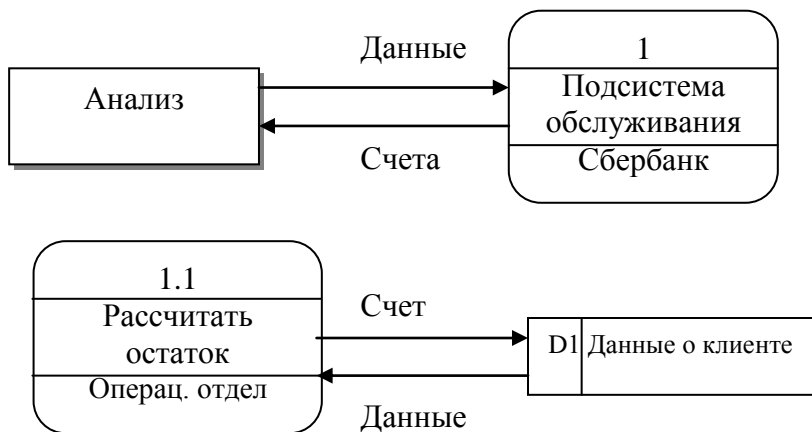 Данные
1
Анализ
Подсистема
обслуживания
Счета
Сбербанк
1.1
Счет
Рассчитать
остаток
D1 Данные о клиенте
Операц. отдел
Данные